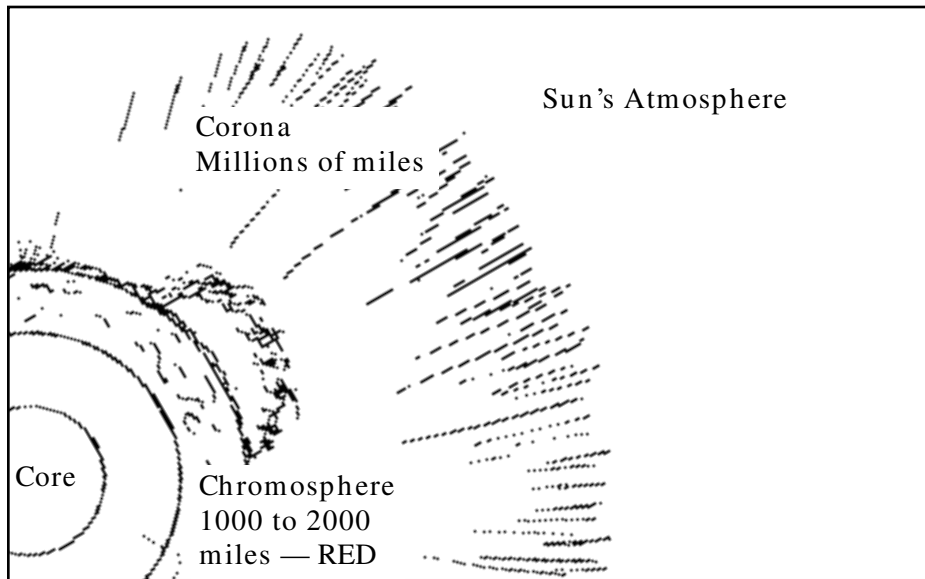 Sun's Atmosphere
Corona
Millions of miles
Core
Chromosphere
1000 to 2000
miles — RED